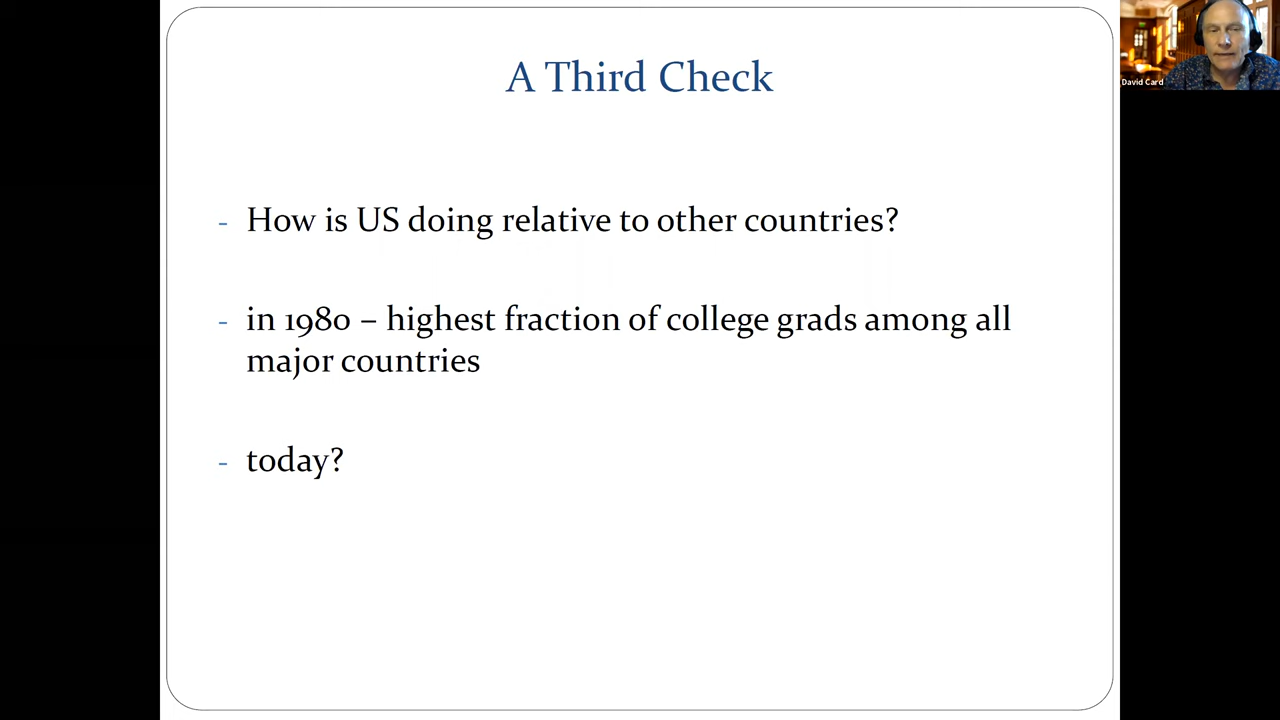 A Third Check
David Card
- How is US doing relative to other countries?
- in 1980 – highest fraction of college grads among all
major countries
- today?